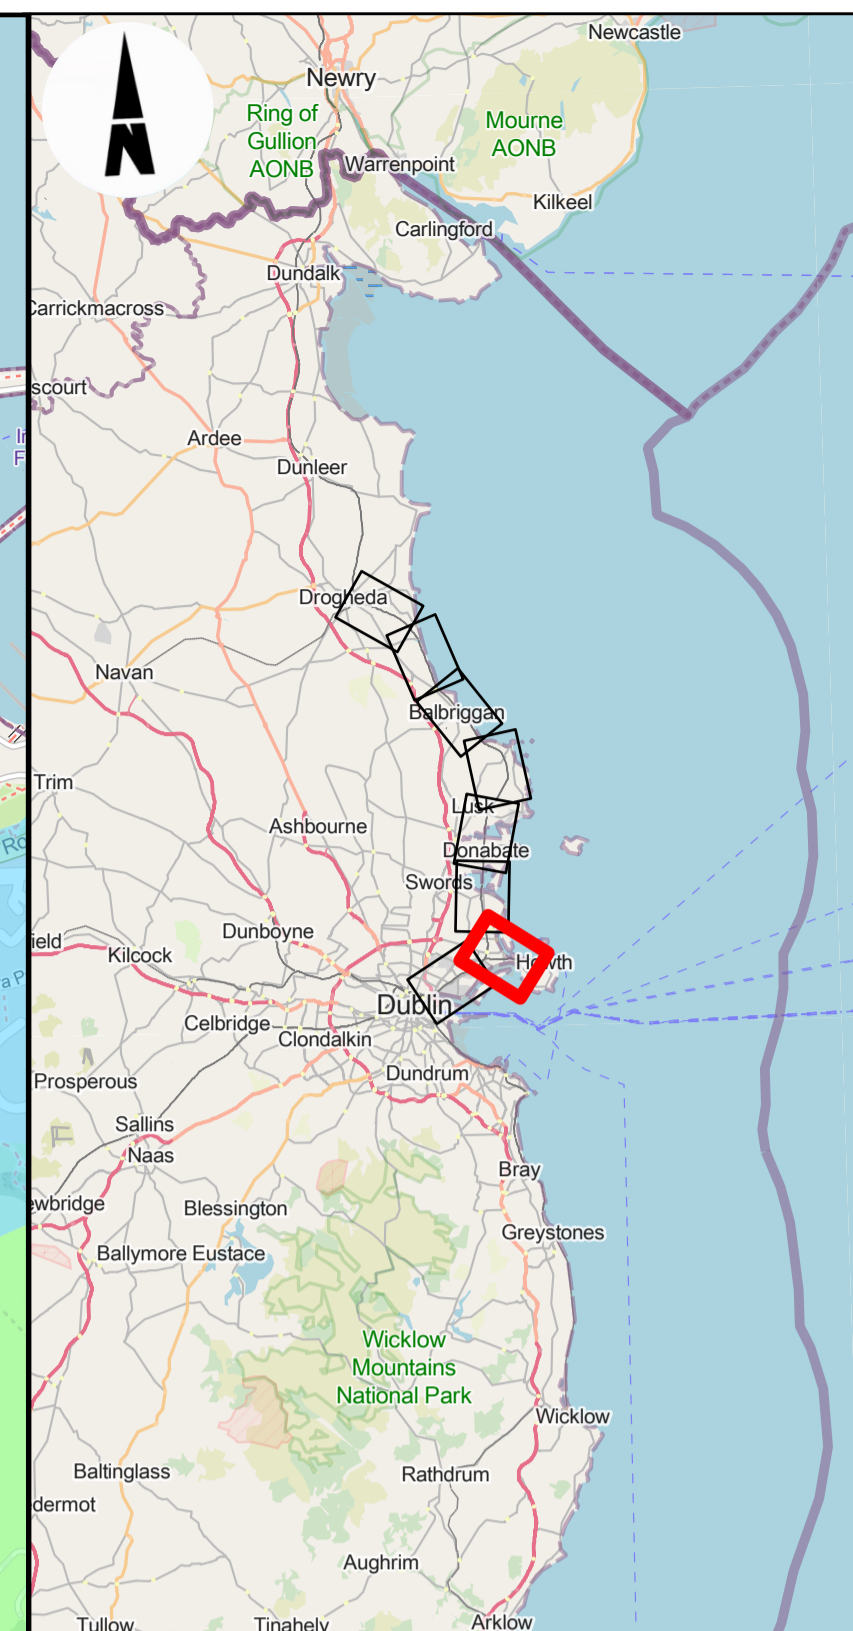 Newcastle
Newry
Ring of
Gullion
AONB
Mourne
AONB
Warrenpoint
Kilkeel
Carlingford
N
Dundalk
Carrickmacross
scourt
Ardee
Dunleer
Drogheda
Navan
Balbriggan
Trim
Lusk
Ashbourne
Donabate
Swords
Dunboyne
ield
Kilcock
Howth
Dublin
Celbridge
Clondalkin
Dundrum
Prosperous
Sallins
Naas
Bray
ewbridge
Blessington
Greystones
Ballymore Eustace
Wicklow
Mountains
National Park
Wicklow
Baltinglass
Rathdrum
dermot
Aughrim
Tullow
Tinahely
Arklow